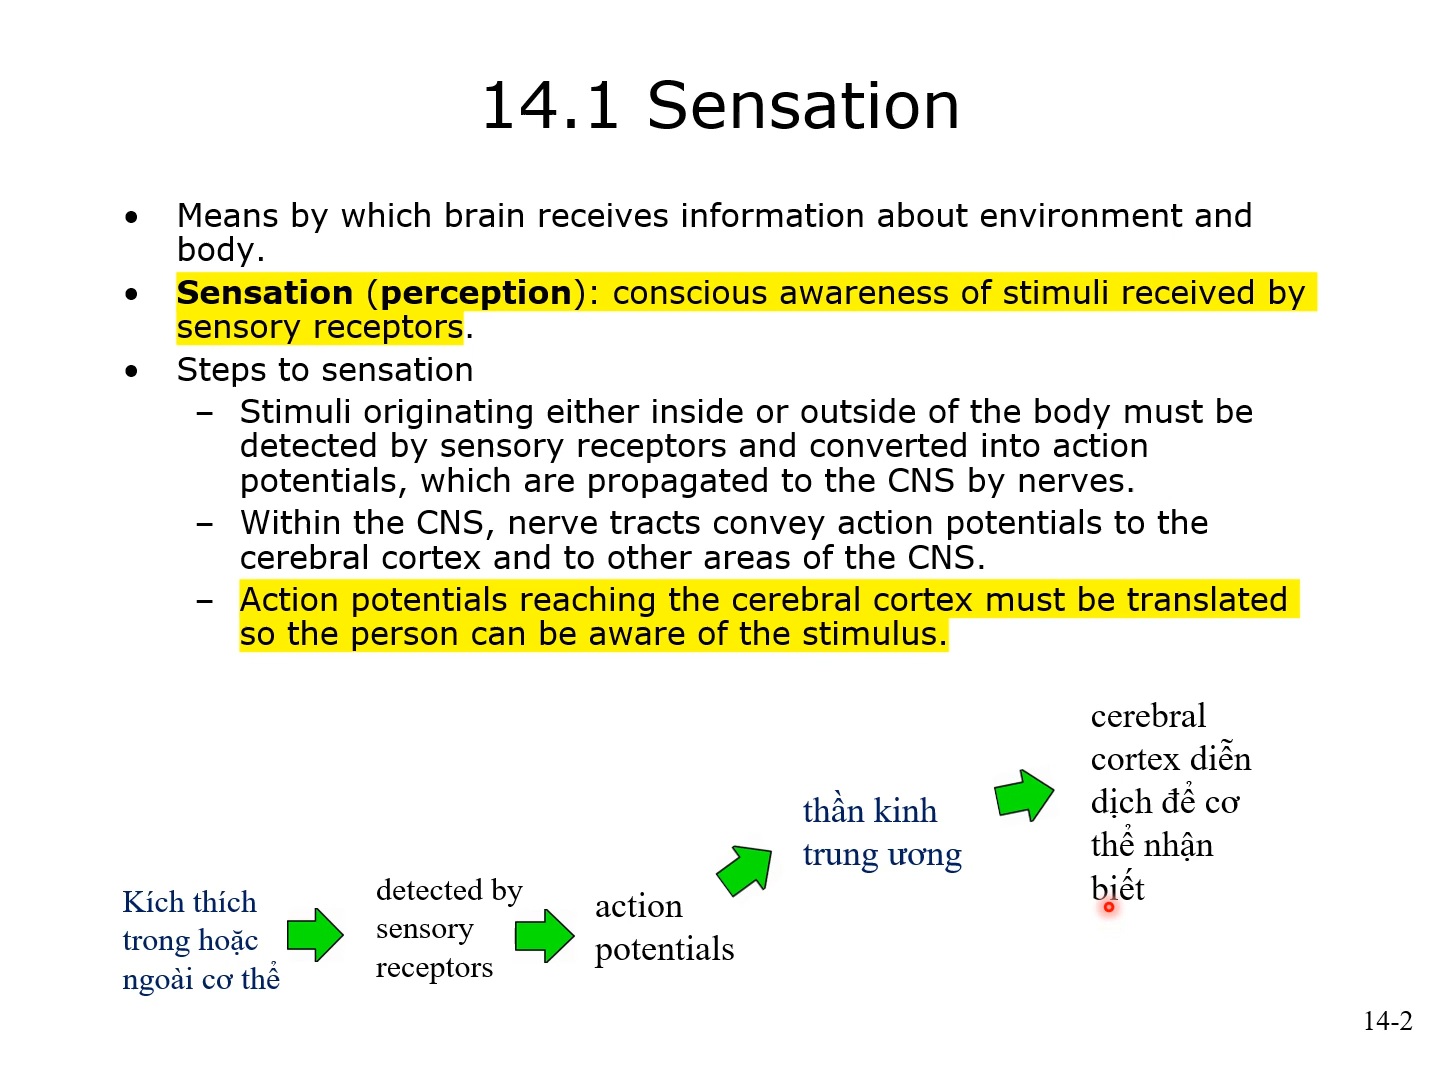 14.1 Sensation
• Means by which brain receives information about environment and
body.
• Sensation (perception): conscious awareness of stimuli received by
sensory receptors.
• Steps to sensation
– Stimuli originating either inside or outside of the body must be
detected by sensory receptors and converted into action
potentials, which are propagated to the CNS by nerves.
– Within the CNS, nerve tracts convey action potentials to the
cerebral cortex and to other areas of the CNS.
– Action potentials reaching the cerebral cortex must be translated
so the person can be aware of the stimulus.
Kích thích
trong hoặc
ngoài cơ thể
detected by
sensory
receptors
action
potentials
thần kinh
trung ương
cerebral
cortex diễn
dịch để cơ
thể nhận
biết
14-2